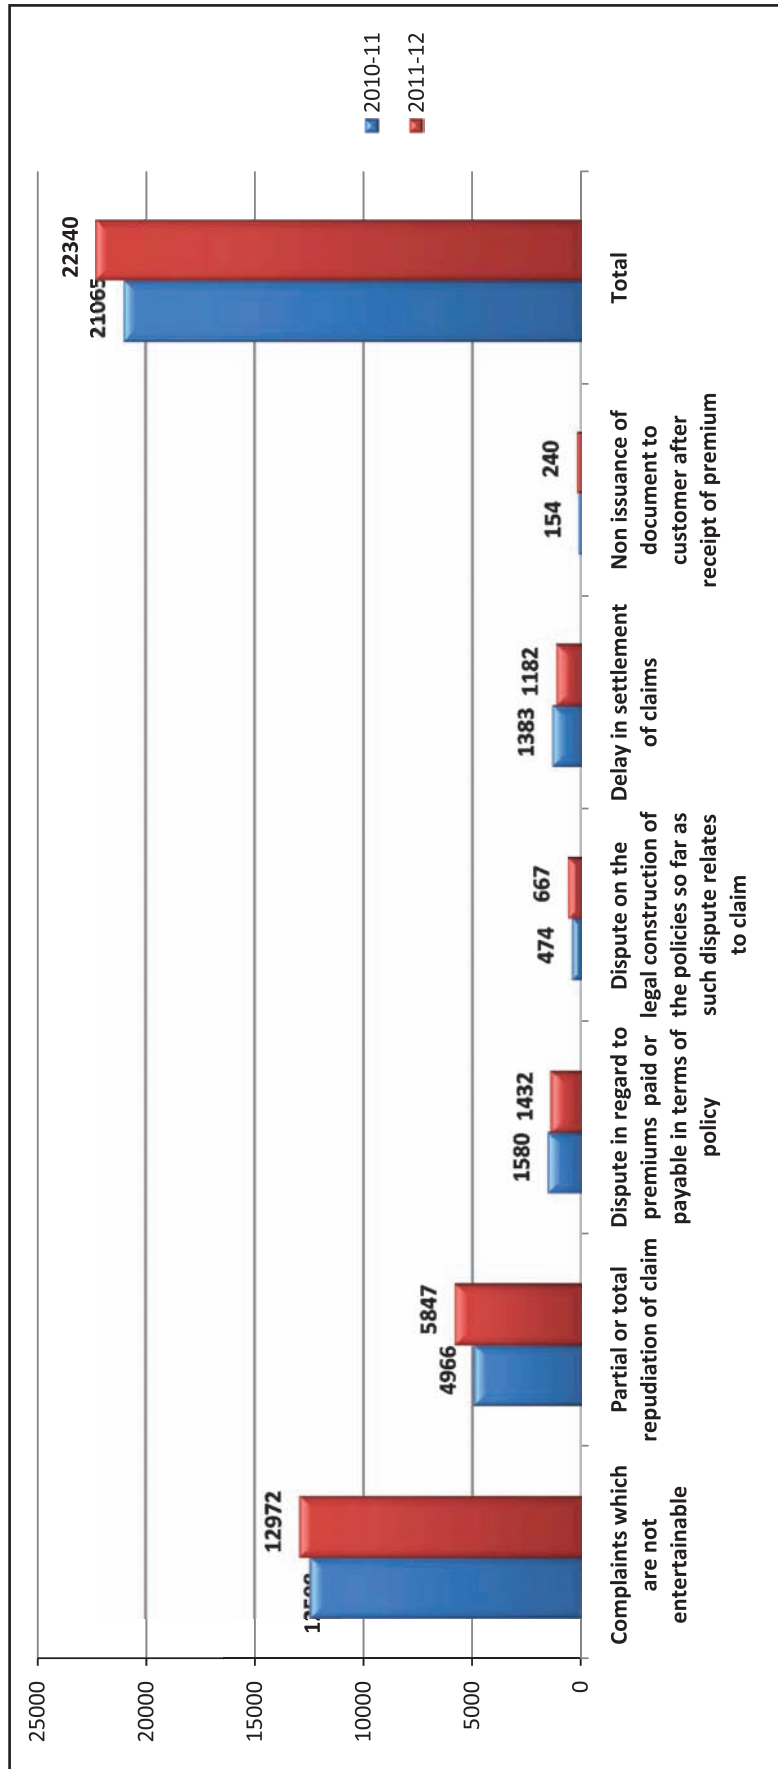 25000
20000
15000
10000
5000
0
12972
4966
5847
1580
1432
474
667
1383
1182
154
240
21065
22340
Complaints which
are not
entertainable
Partial or total
repudiation of claim
Dispute in regard to
premiums paid or
payable in terms of
policy
Dispute on the
legal construction of
the policies so far as
such dispute relates
to claim
Delay in settlement
of claims
Non issuance of
document to
customer after
receipt of premium
Total
2010-11
2011-12